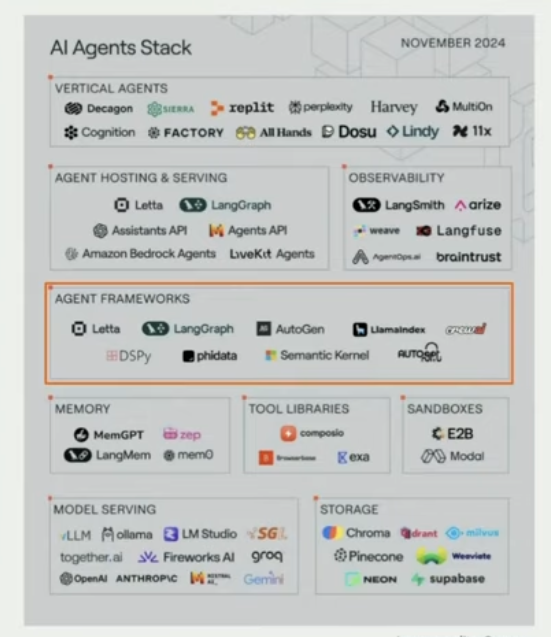 AI Agents Stack
NOVEMBER 2024
VERTICAL AGENTS
Decagon SIERRA replit perplexity Harvey MultiOn
Cognition FACTORY All Hands Dosu Lindy 11x
AGENT HOSTING & SERVING
Letta LangGraph
Assistants API Agents API
Amazon Bedrock Agents LiveKit Agents
OBSERVABILITY
LangSmith arize
weave Langfuse
AgentOps.ai braintrust
AGENT FRAMEWORKS
Letta LangGraph AutoGen LlamaIndex crewai
DSPy phidata Semantic Kernel AUTOGPT
MEMORY
MemGPT zep
LangMem mem0
TOOL LIBRARIES
composio
Browserbase exa
SANDBOXES
E2B
Modal
MODEL SERVING
vLLM ollama LM Studio SGL
together.ai Fireworks AI groq
OpenAI ANTHROP\C MISTRAL AI_ Gemini
STORAGE
Chroma qdrant milvus
Pinecone Weaviate
NEON supabase